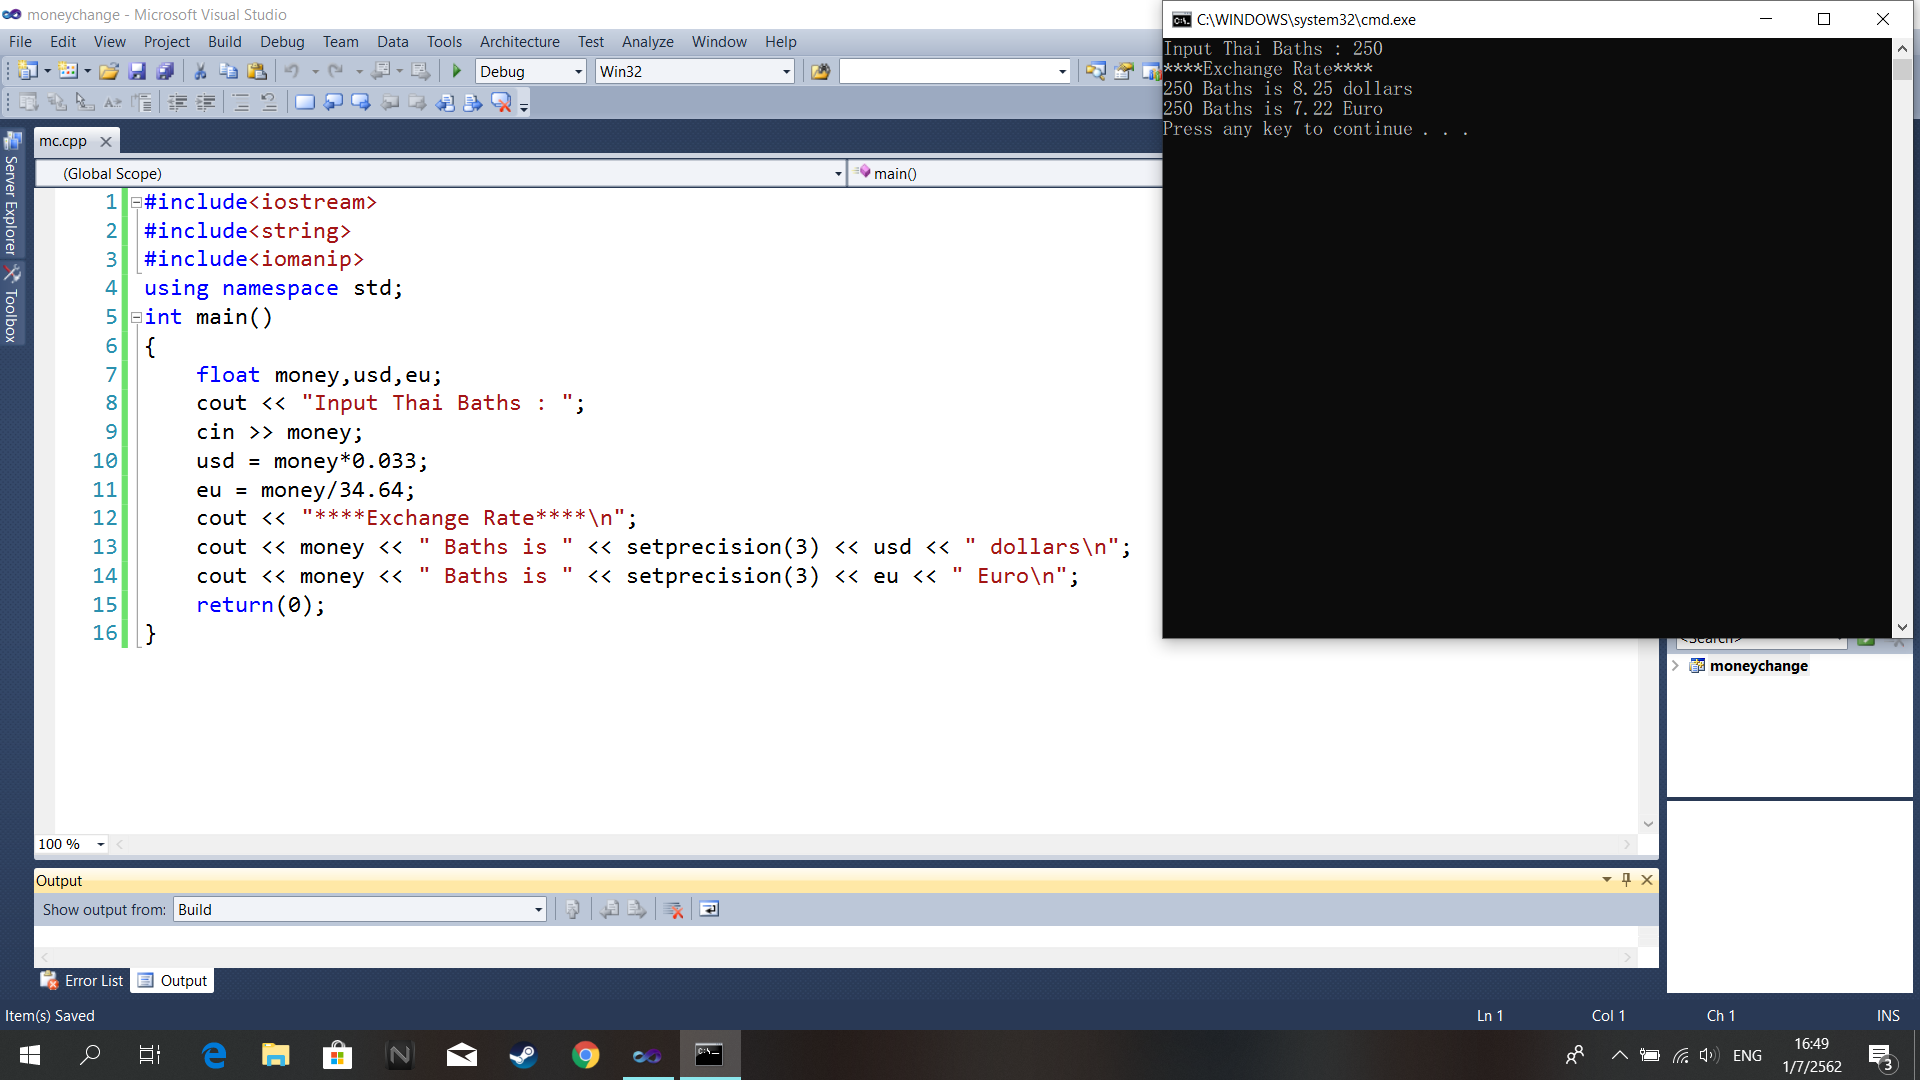 moneychange - Microsoft Visual Studio
File Edit View Project Build Debug Team Data Tools Architecture Test Analyze Window Help
Debug
Win32
mc.cpp
(Global Scope)
main()
Server Explorer
Toolbox
1 #include<iostream>
2 #include<string>
3 #include<iomanip>
4 using namespace std;
5 int main()
6 {
7 float money,usd,eu;
8 cout << "Input Thai Baths : ";
9 cin >> money;
10 usd = money*0.033;
11 eu = money/34.64;
12 cout << "****Exchange Rate****\n";
13 cout << money << " Baths is " << setprecision(3) << usd << " dollars\n";
14 cout << money << " Baths is " << setprecision(3) << eu << " Euro\n";
15 return(0);
16 }
C:\WINDOWS\system32\cmd.exe
Input Thai Baths : 250
****Exchange Rate****
250 Baths is 8.25 dollars
250 Baths is 7.22 Euro
Press any key to continue . . .
<Search>
moneychange
100 %
Output
Show output from: Build
Error List Output
Item(s) Saved
Ln 1 Col 1 Ch 1 INS
ENG
16:49
1/7/2562
3